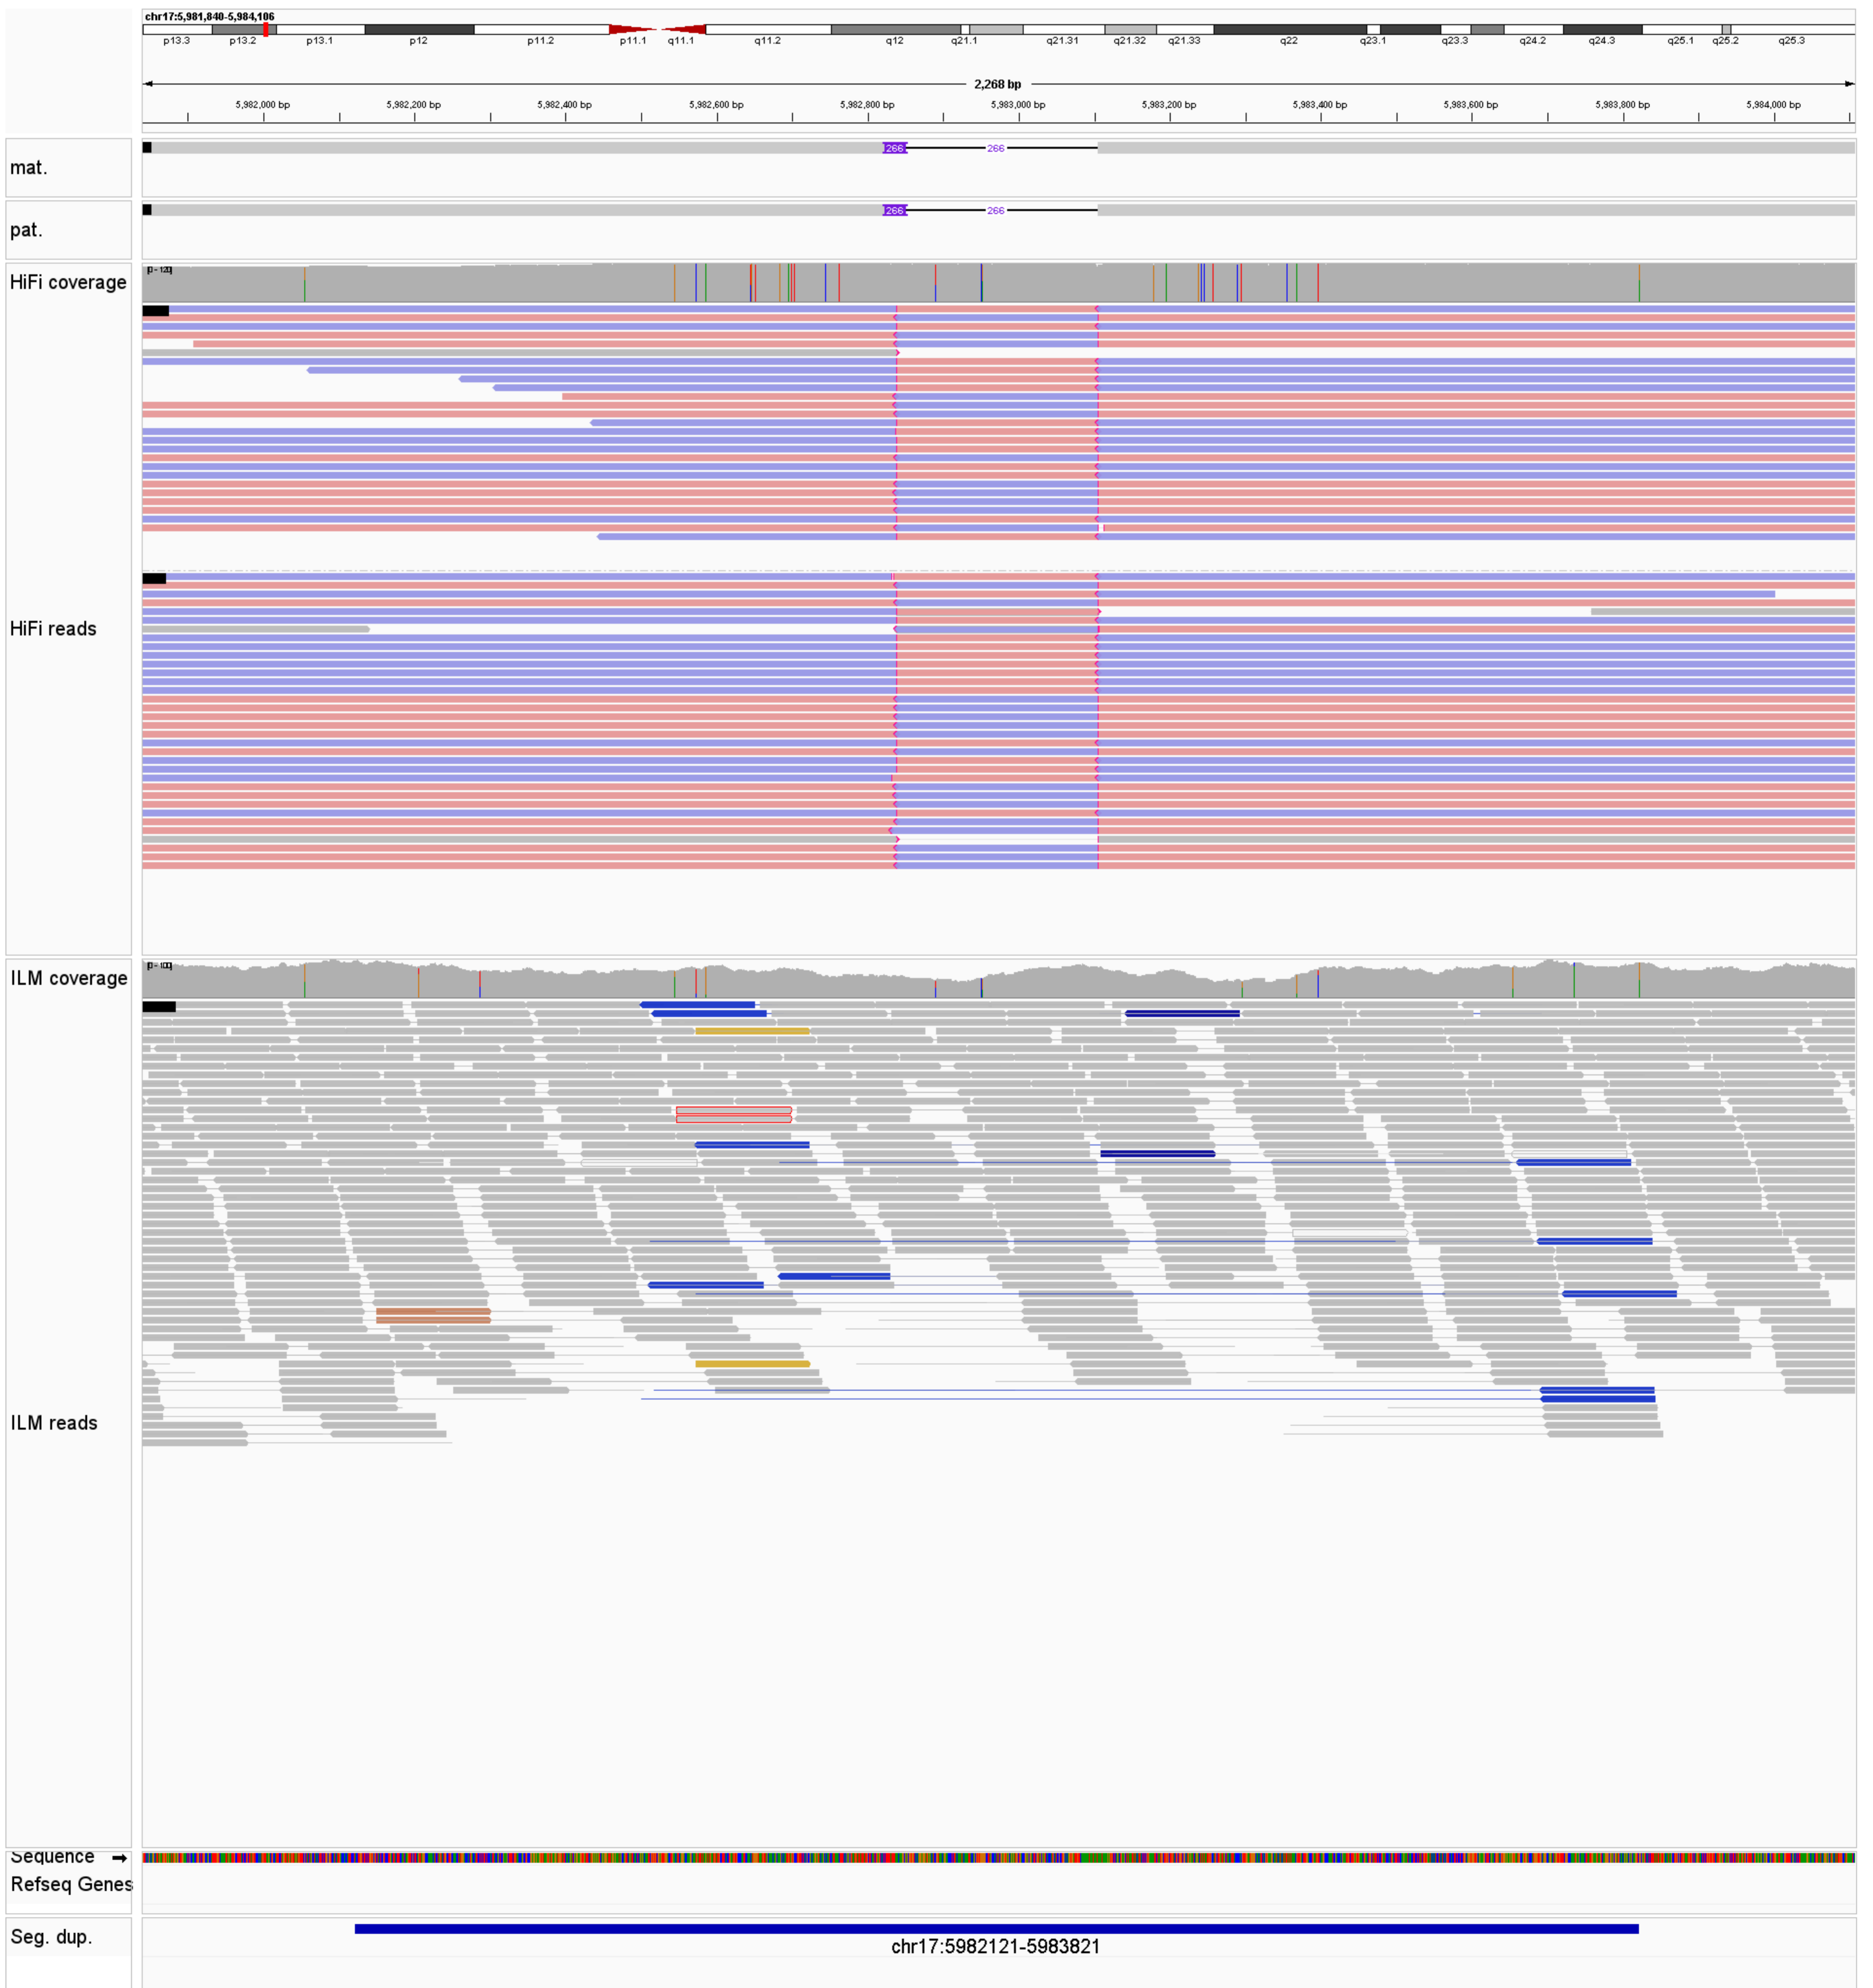 chr17:5,981,840-5,984,106
p13.3 p13.2 p13.1 p12 p11.2 p11.1 q11.1 q11.2 q12 q21.1 q21.31 q21.32 q21.33 q22 q23.1 q23.3 q24.2 q24.3 q25.1 q25.2 q25.3
2,268 bp
5,982,000 bp 5,982,200 bp 5,982,400 bp 5,982,600 bp 5,982,800 bp 5,983,000 bp 5,983,200 bp 5,983,400 bp 5,983,600 bp 5,983,800 bp 5,984,000 bp
mat. 266 266
pat. 266 266
HiFi coverage
HiFi reads
ILM coverage
ILM reads
Sequence
Refseq Genes
Seg. dup.
chr17:5982121-5983821